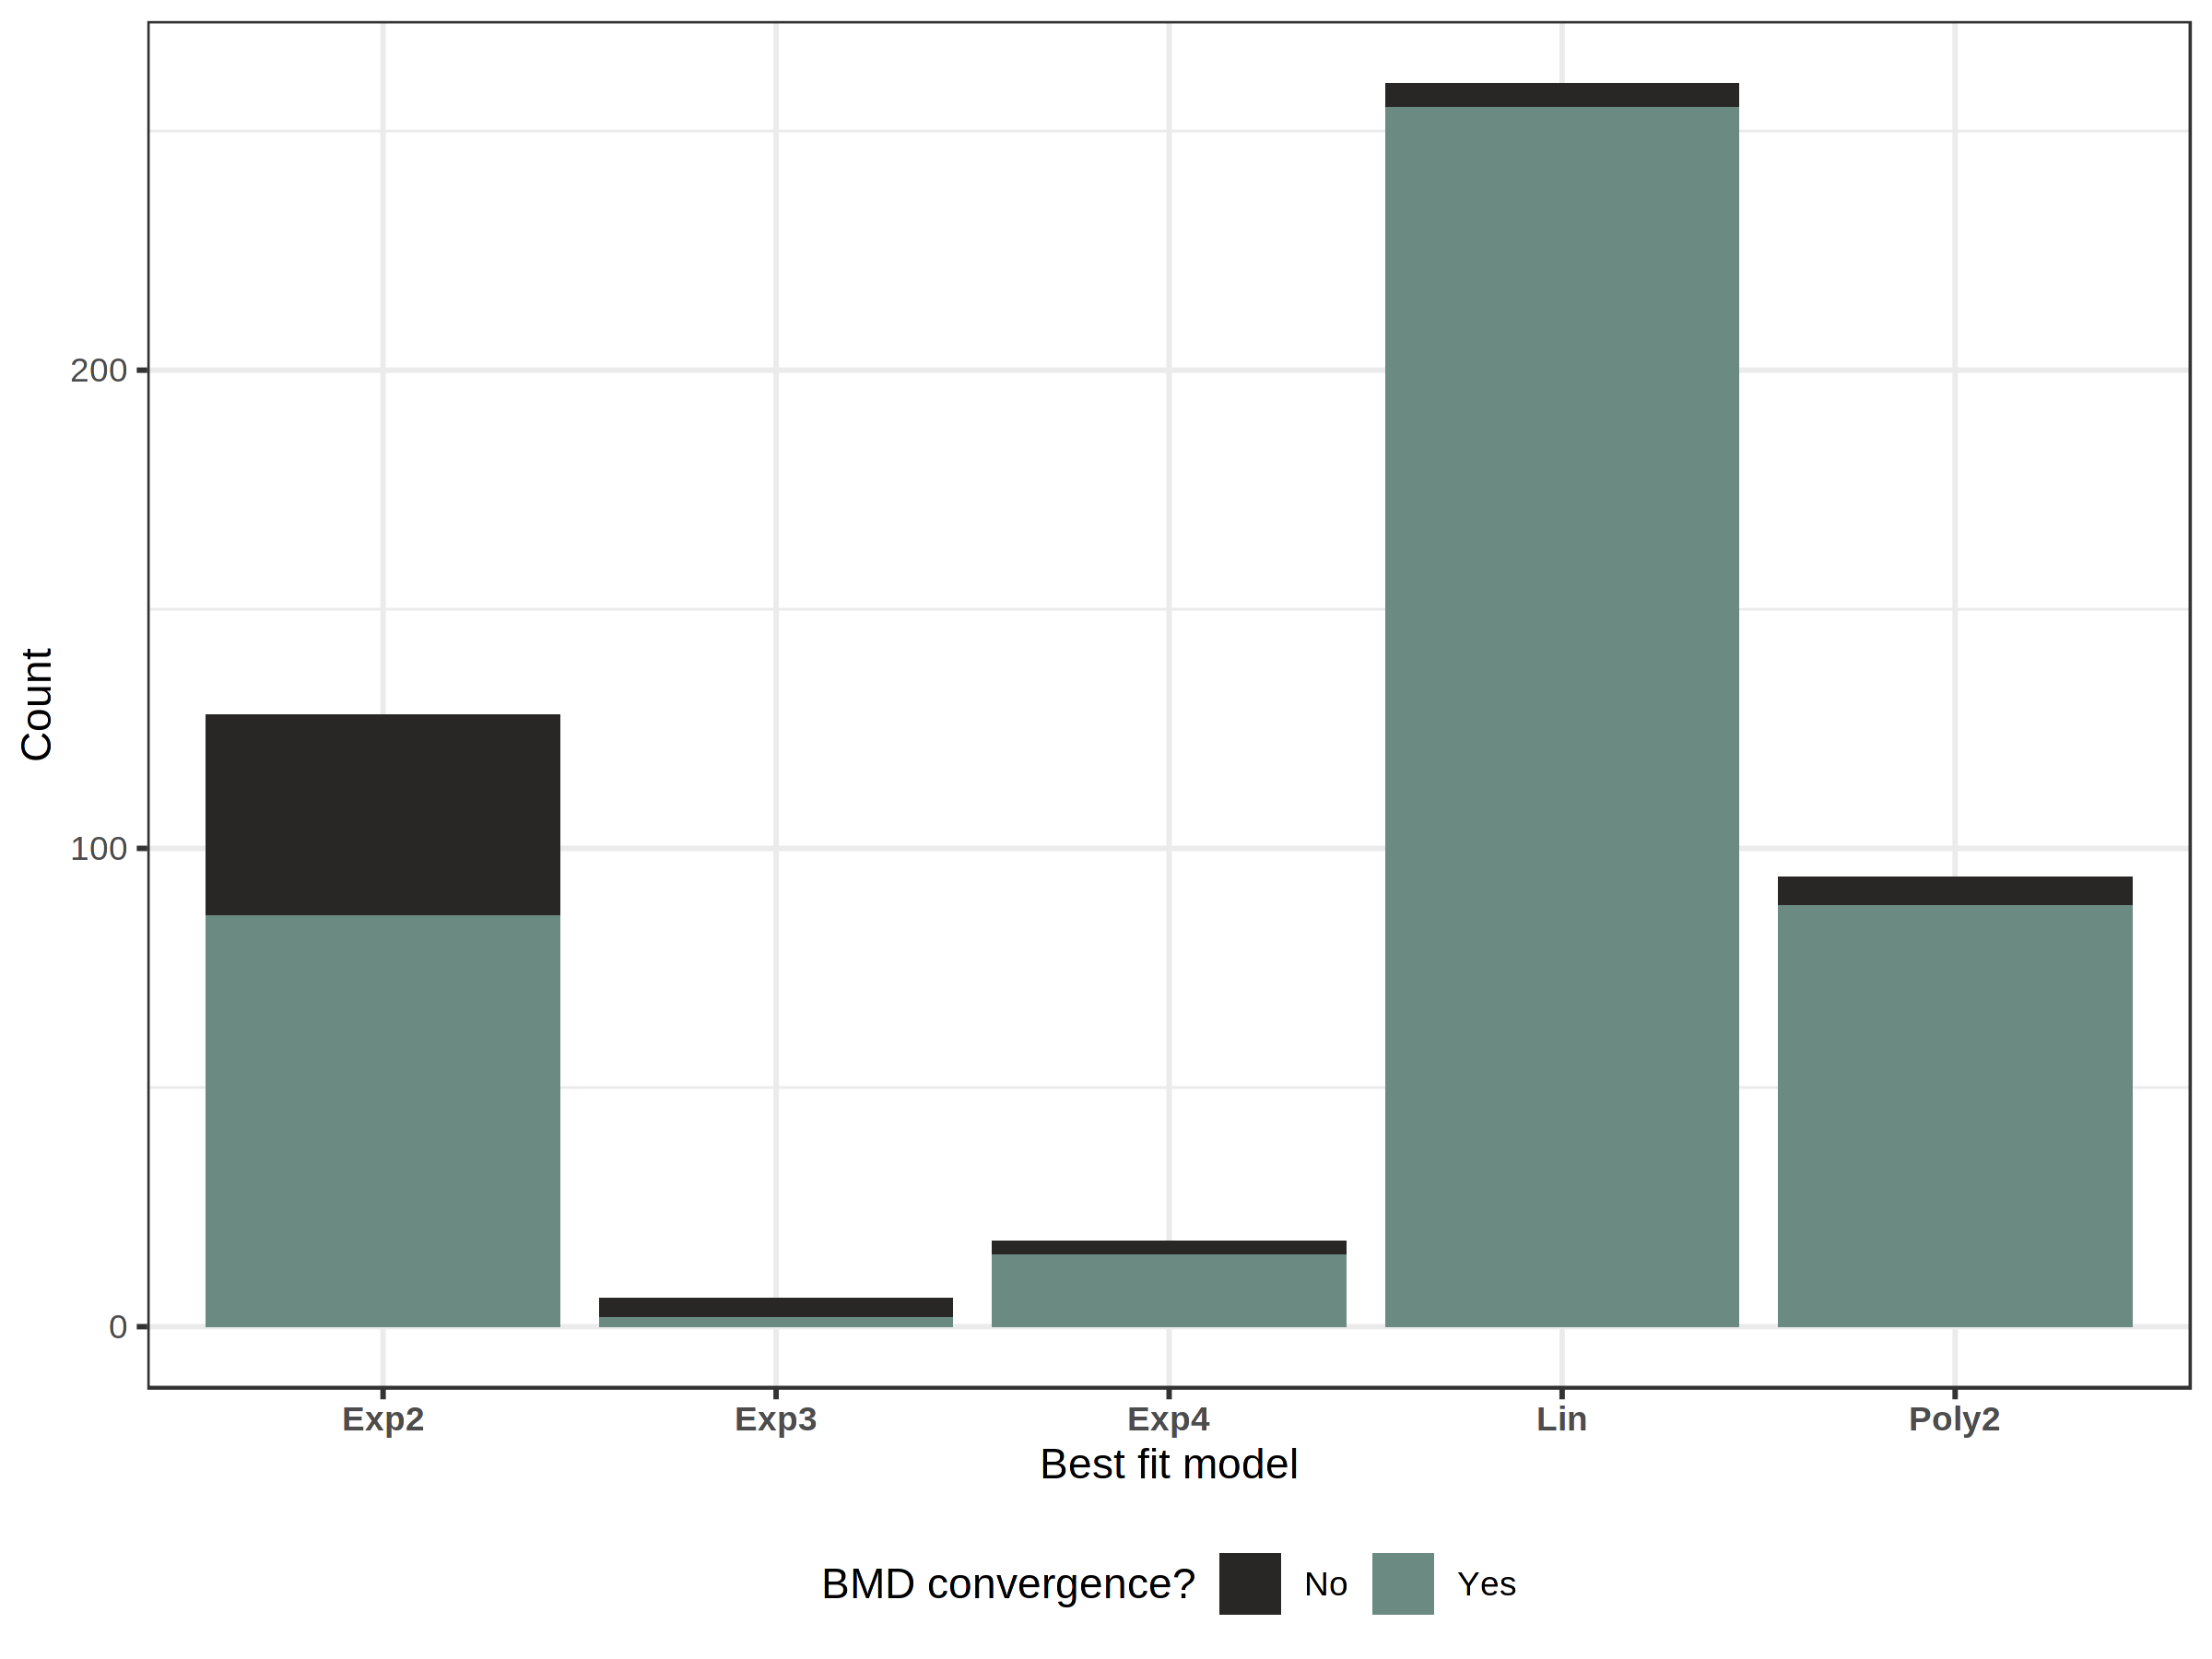 Count
200
100
0
Exp2 Exp3 Exp4 Lin Poly2
Best fit model
BMD convergence? No Yes